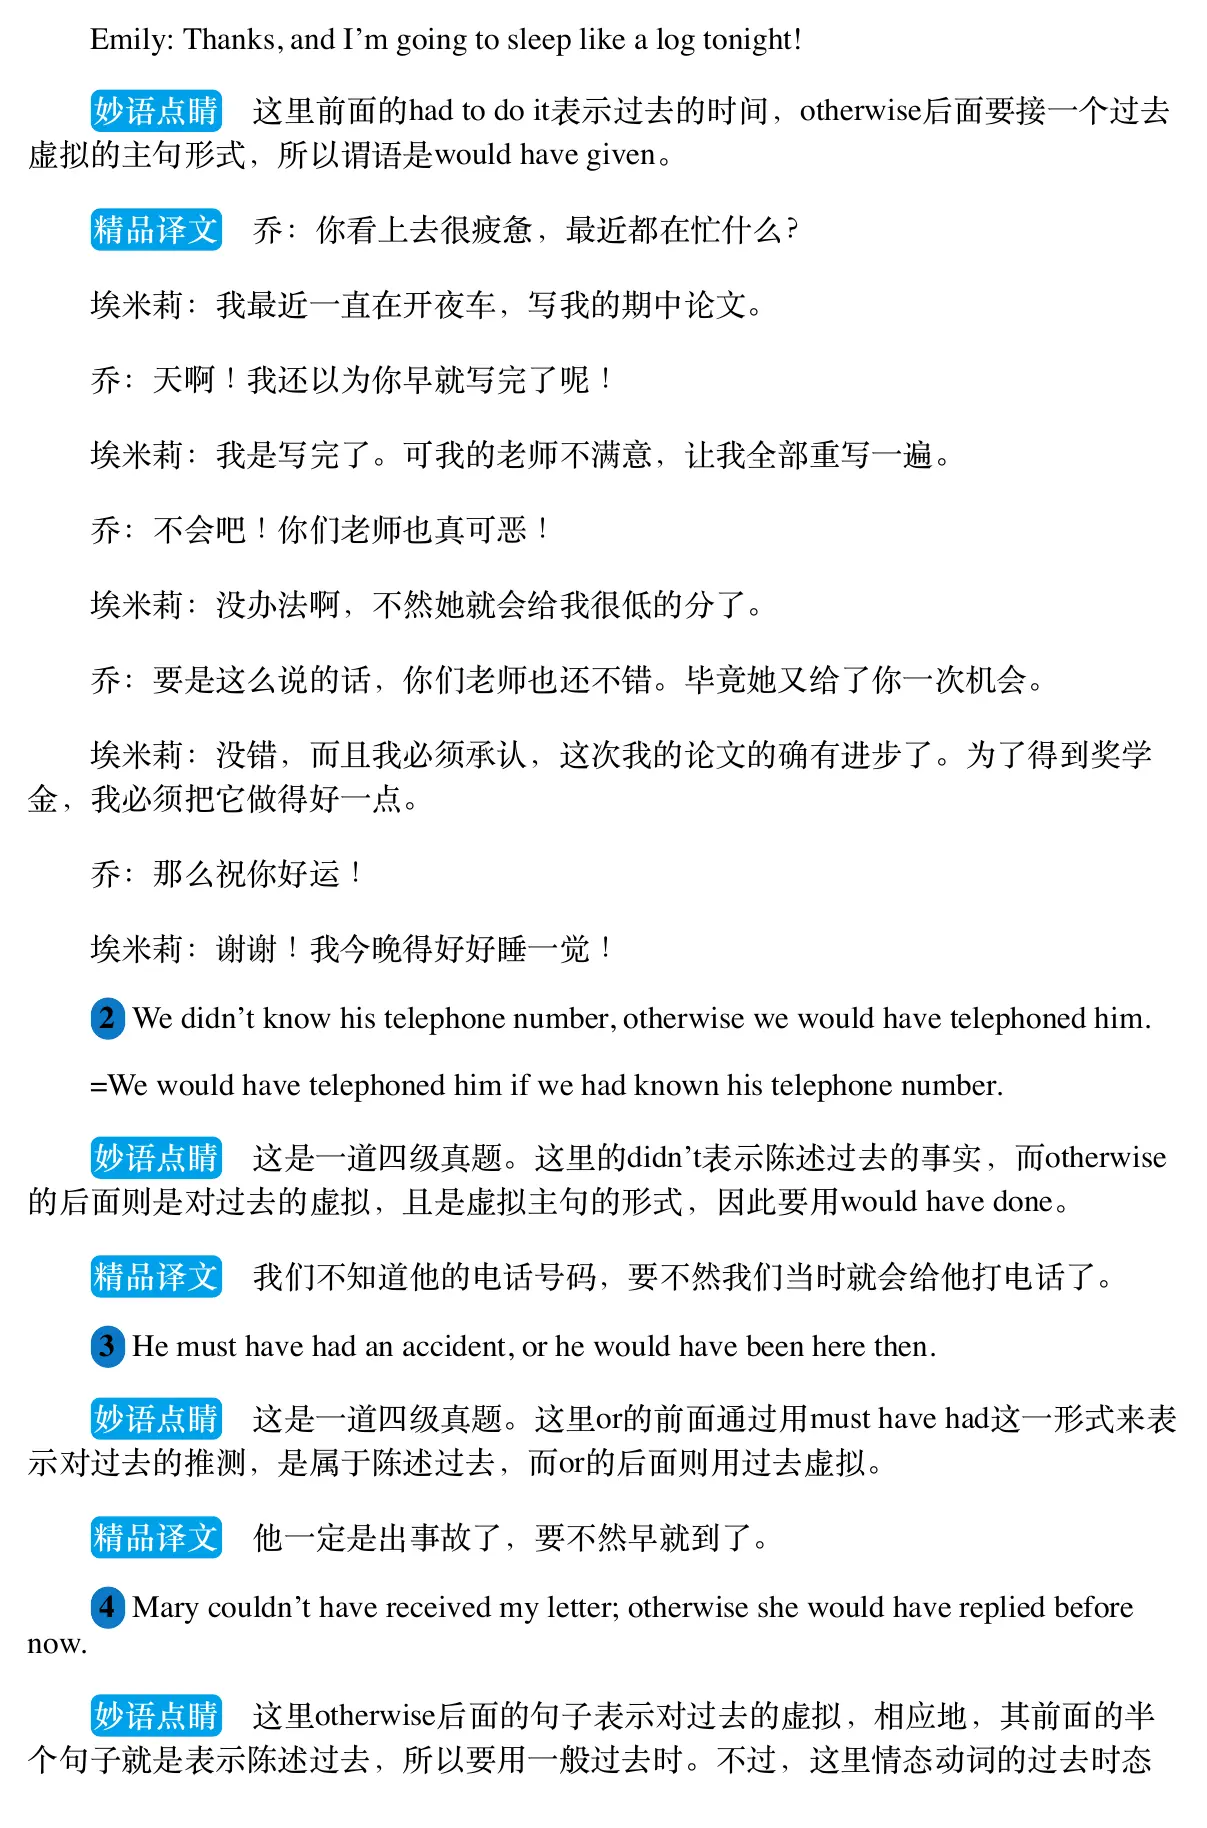 Emily: Thanks, and I’m going to sleep like a log tonight!
妙语点睛 这里前面的had to do it表示过去的时间，otherwise后面要接一个过去
虚拟的主句形式，所以谓语是would have given。
精品译文 乔：你看上去很疲惫，最近都在忙什么？
埃米莉：我最近一直在开夜车，写我的期中论文。
乔：天啊！我还以为你早就写完了呢！
埃米莉：我是写完了。可我的老师不满意，让我全部重写一遍。
乔：不会吧！你们老师也真可恶！
埃米莉：没办法啊，不然她就会给我很低的分了。
乔：要是这么说的话，你们老师也还不错。毕竟她又给了你一次机会。
埃米莉：没错，而且我必须承认，这次我的论文的确有进步了。为了得到奖学
金，我必须把它做得好一点。
乔：那么祝你好运！
埃米莉：谢谢！我今晚得好好睡一觉！
2 We didn’t know his telephone number, otherwise we would have telephoned him.
=We would have telephoned him if we had known his telephone number.
妙语点睛 这是一道四级真题。这里的didn’t表示陈述过去的事实，而otherwise
的后面则是对过去的虚拟，且是虚拟主句的形式，因此要用would have done。
精品译文 我们不知道他的电话号码，要不然我们当时就会给他打电话了。
3 He must have had an accident, or he would have been here then.
妙语点睛 这是一道四级真题。这里or的前面通过用must have had这一形式来表
示对过去的推测，是属于陈述过去，而or的后面则用过去虚拟。
精品译文 他一定是出事故了，要不然早就到了。
4 Mary couldn’t have received my letter; otherwise she would have replied before
now.
妙语点睛 这里otherwise后面的句子表示对过去的虚拟，相应地，其前面的半
个句子就是表示陈述过去，所以要用一般过去时。不过，这里情态动词的过去时态